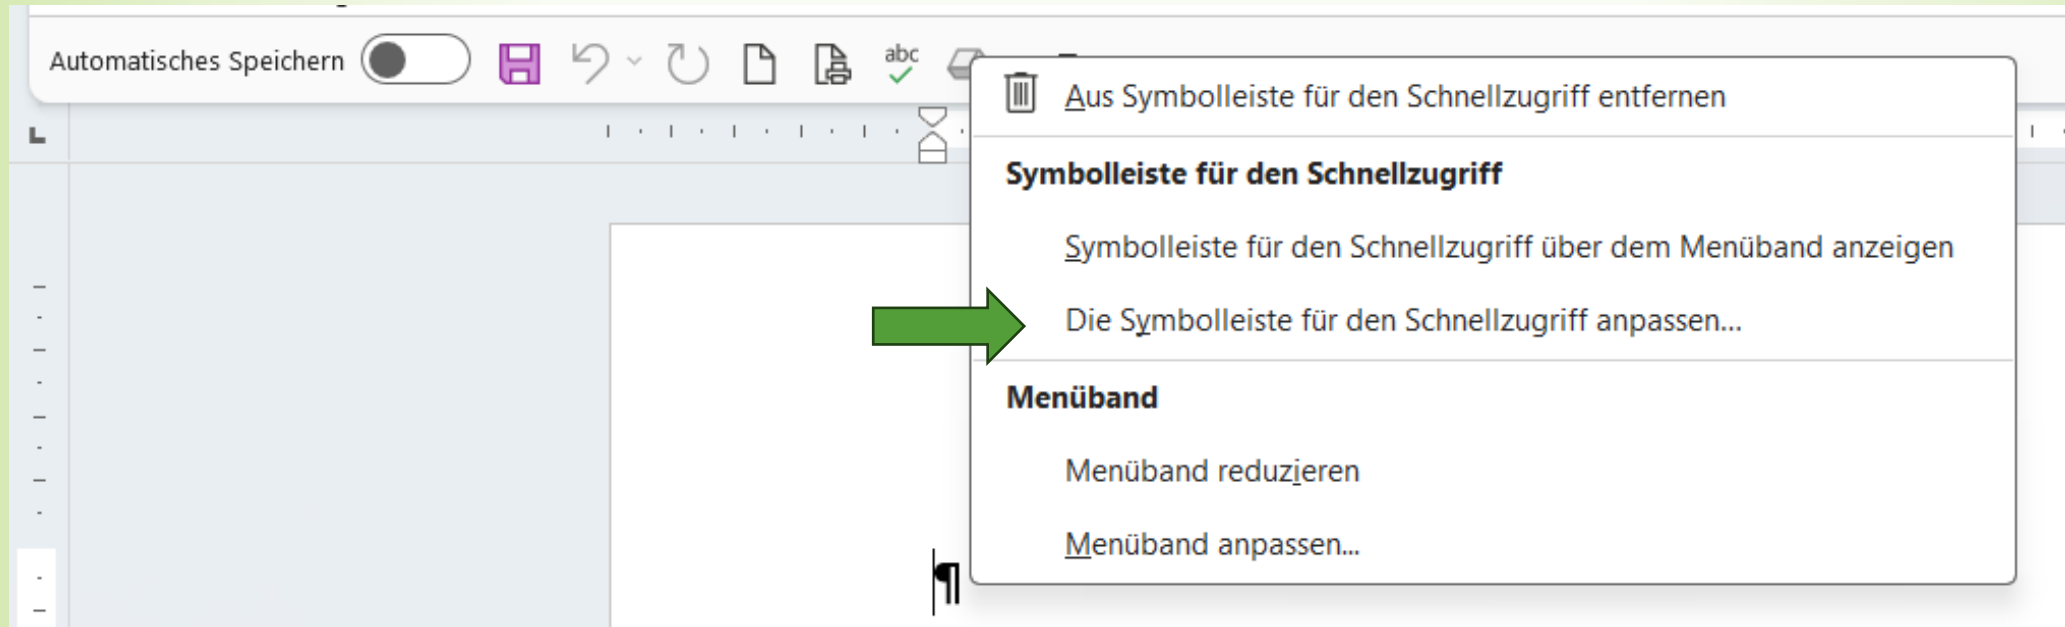 Automatisches Speichern
abc
Aus Symbolleiste für den Schnellzugriff entfernen
Symbolleiste für den Schnellzugriff
Symbolleiste für den Schnellzugriff über dem Menüband anzeigen
Die Symbolleiste für den Schnellzugriff anpassen...
Menüband
Menüband reduzieren
Menüband anpassen...
¶